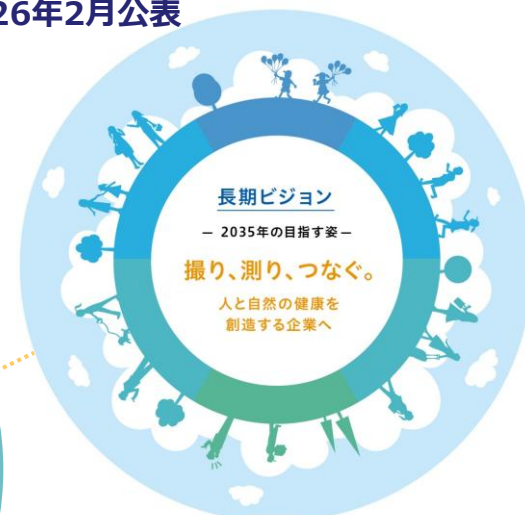 26年2月公表
長期ビジョン
― 2035年の目指す姿 ―
撮り、測り、つなぐ。
人と自然の健康を
創造する企業へ